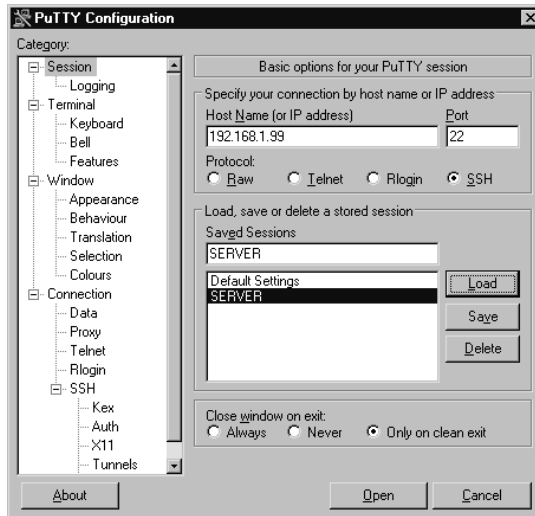 PuTTY Configuration
Category:
Session
Logging
Terminal
Keyboard
Bell
Features
Window
Appearance
Behaviour
Translation
Selection
Colours
Connection
Data
Proxy
Telnet
Rlogin
SSH
Kex
Auth
X11
Tunnels
Basic options for your PuTTY session
Specify your connection by host name or IP address
Host Name (or IP address) Port
192.168.1.99 22
Protocol:
Raw Telnet Rlogin SSH
Load, save or delete a stored session
Saved Sessions
SERVER
Default Settings
SERVER
Load
Save
Delete
Close window on exit:
Always Never Only on clean exit
About Open Cancel